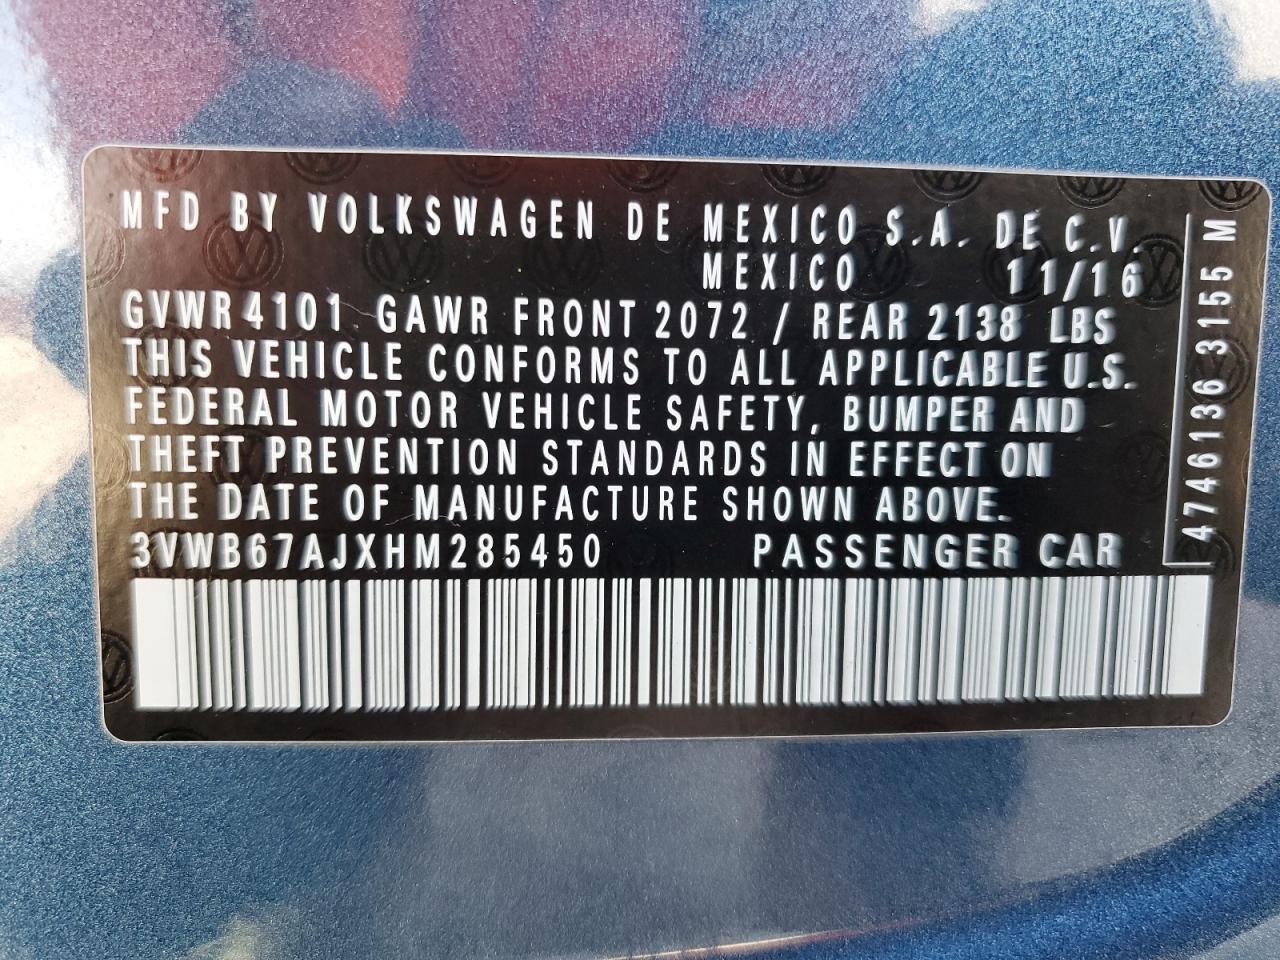 MFD BY VOLKSWAGEN DE MEXICO S.A. DE C.V.
MEXICO 11/16
GVWR 4101 GAWR FRONT 2072 / REAR 2138 LBS
THIS VEHICLE CONFORMS TO ALL APPLICABLE U.S.
FEDERAL MOTOR VEHICLE SAFETY, BUMPER AND
THEFT PREVENTION STANDARDS IN EFFECT ON
THE DATE OF MANUFACTURE SHOWN ABOVE.
3VWB67AJXHM285450 PASSENGER CAR
4746136 3155 M